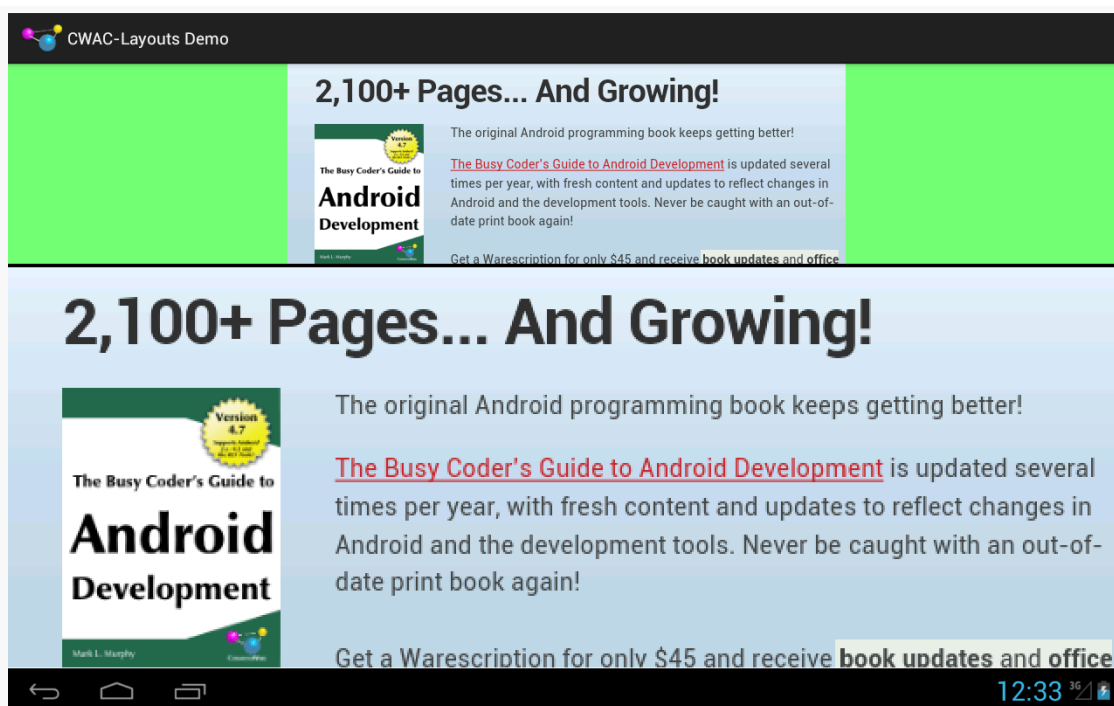 CWAC-Layouts Demo
2,100+ Pages... And Growing!
The original Android programming book keeps getting better!
Version
4.7
The Busy Coder's Guide to
Android
Development
Mark L. Murphy
The Busy Coder's Guide to Android Development is updated several
times per year, with fresh content and updates to reflect changes in
Android and the development tools. Never be caught with an out-of-
date print book again!
Get a Warescription for only $45 and receive book updates and office
2,100+ Pages... And Growing!
Version
4.7
The Busy Coder's Guide to
Android
Development
Mark L. Murphy
CommonsWare
The original Android programming book keeps getting better!
The Busy Coder's Guide to Android Development is updated several
times per year, with fresh content and updates to reflect changes in
Android and the development tools. Never be caught with an out-of-
date print book again!
Get a Warescription for only $45 and receive book updates and office
12:33
3G